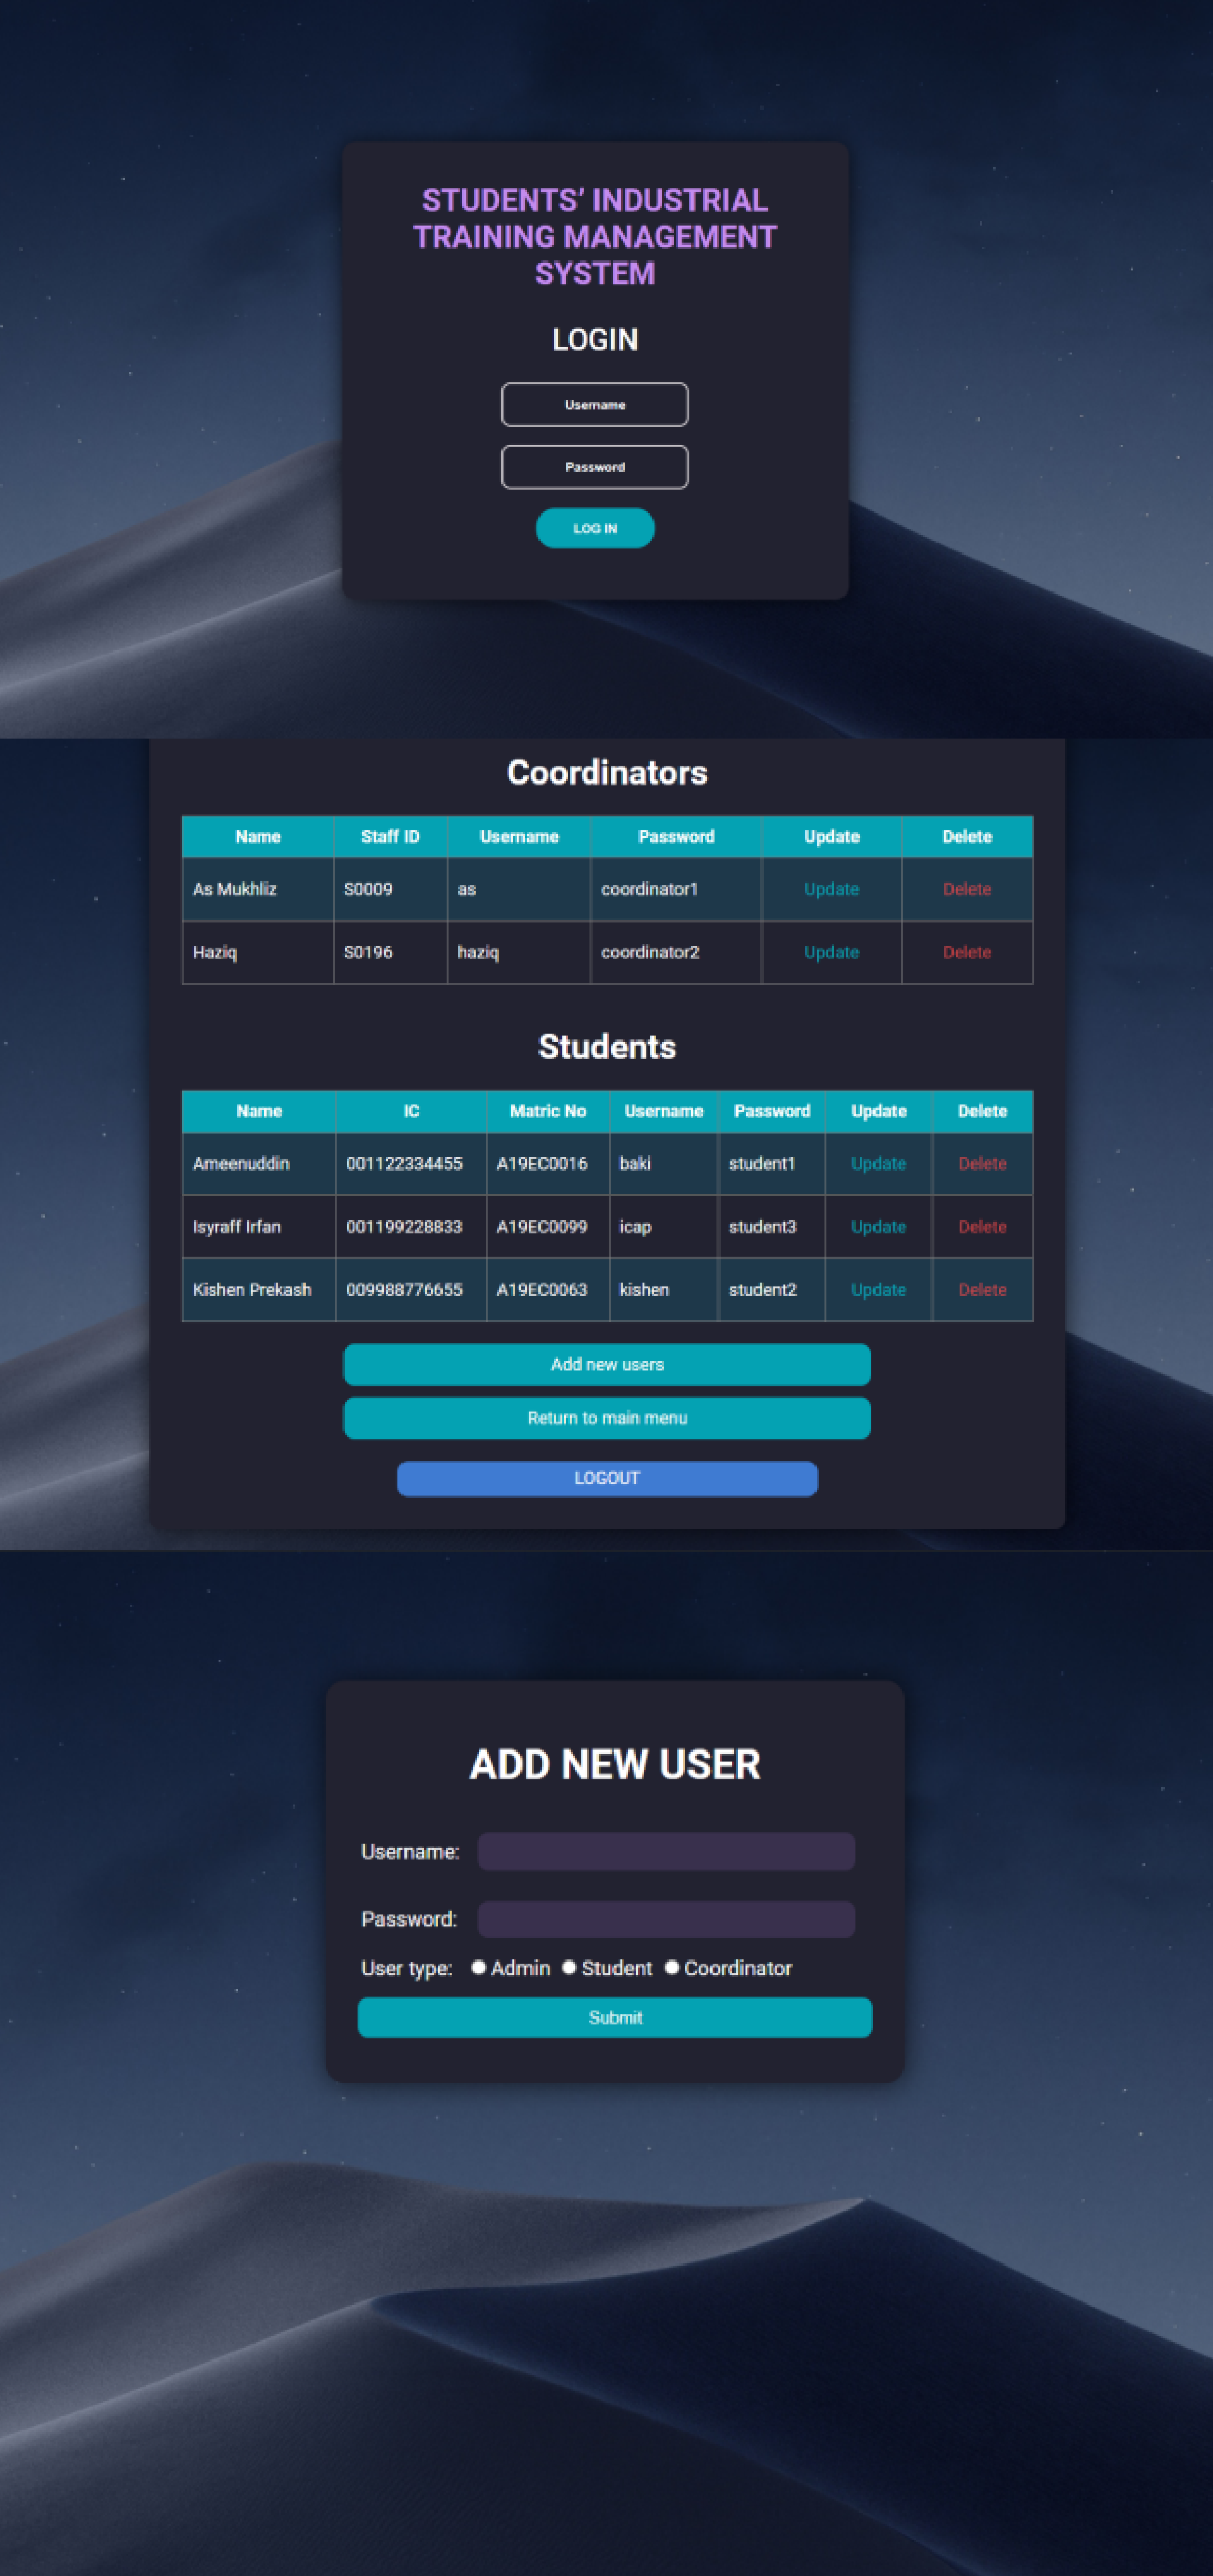 STUDENTS’ INDUSTRIAL
TRAINING MANAGEMENT
SYSTEM
LOGIN
Username
Password
LOG IN
Coordinators
Name Staff ID Username Password Update Delete
As Mukhliz S0009 as coordinator1 Update Delete
Haziq S0196 haziq coordinator2 Update Delete
Students
Name IC Matric No Username Password Update Delete
Ameenuddin 001122334455 A19EC0016 baki student1 Update Delete
Isyraff Irfan 001199228833 A19EC0099 icap student3 Update Delete
Kishen Prekash 009988776655 A19EC0063 kishen student2 Update Delete
Add new users
Return to main menu
LOGOUT
ADD NEW USER
Username:
Password:
User type: Admin Student Coordinator
Submit